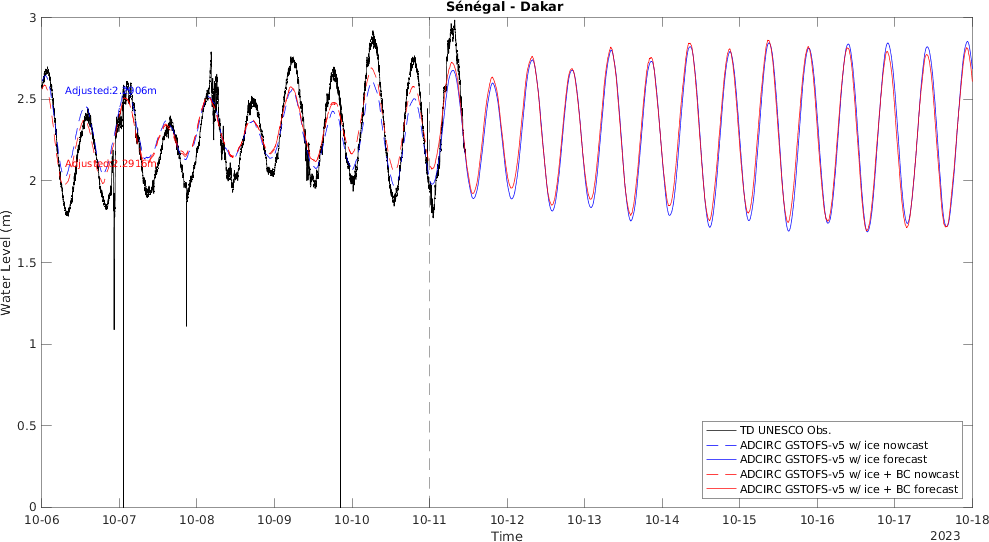 Sénégal - Dakar
3
2.5
2
1.5
1
0.5
0
Water Level (m)
Adjusted:2.
06m
Adjusted:2.2916m
TD UNESCO Obs.
ADCIRC GSTOFS-v5 w/ ice nowcast
ADCIRC GSTOFS-v5 w/ ice forecast
ADCIRC GSTOFS-v5 w/ ice + BC nowcast
ADCIRC GSTOFS-v5 w/ ice + BC forecast
10-06 10-07 10-08 10-09 10-10 10-11 10-12 10-13 10-14 10-15 10-16 10-17 10-18
Time
2023